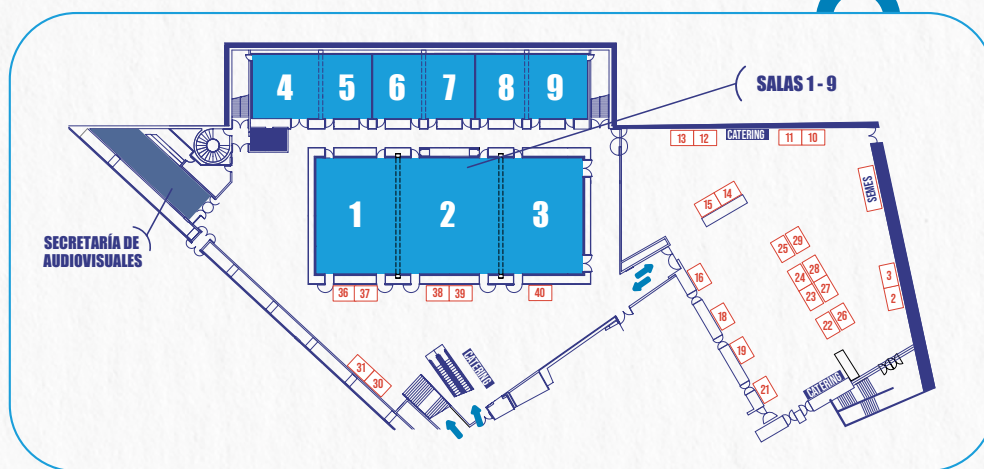 4 5 6 7 8 9
SALAS 1 - 9
13 12 CATERING 11 10
SEMES
15 14
1 2 3
SECRETARÍA DE
AUDIOVISUALES
25 29
24 28
23 27
22 26
3
2
16
18
19
21
36 37 38 39 40
31
30
CATERING
CATERING